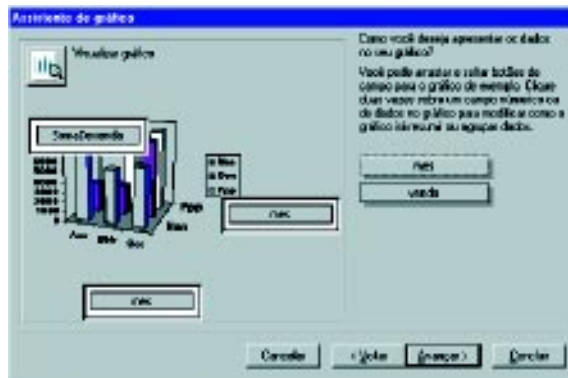 Assistente de gráfico
Visualizar gráfico
SomaDevenda
mes
mes
Como você deseja apresentar os dados
no seu gráfico?
Você pode arrastar e soltar botões de
campo para o gráfico de exemplo. Clique
duas vezes sobre um campo numérico ou
de dados no gráfico para modificar como o
gráfico irá resumir ou agrupar dados.
mes
venda
Cancelar
< Voltar
Avançar >
Concluir